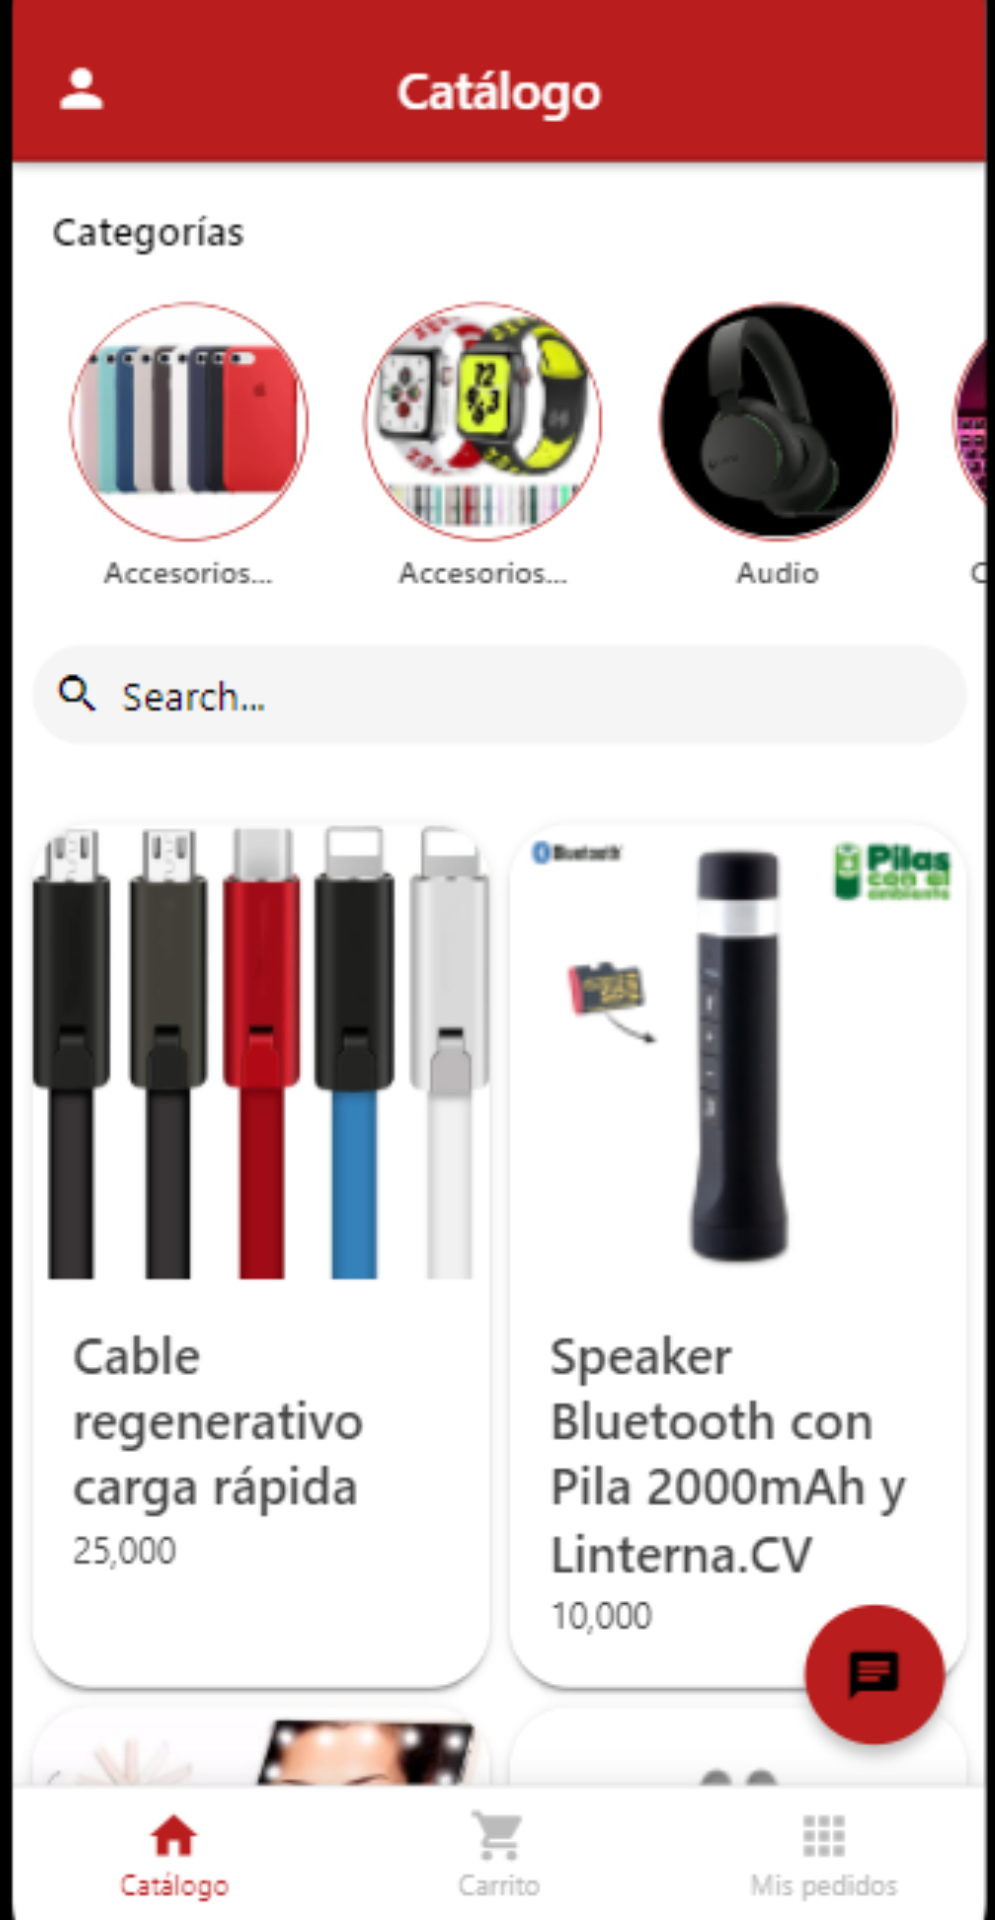 Catálogo
Categorías
Accesorios...
Accesorios...
Audio
Search...
Bluetooth
Pilas
con el
ambiente
Cable
regenerativo
carga rápida
25,000
Speaker
Bluetooth con
Pila 2000mAh y
Linterna.CV
10,000
Catálogo
Carrito
Mis pedidos